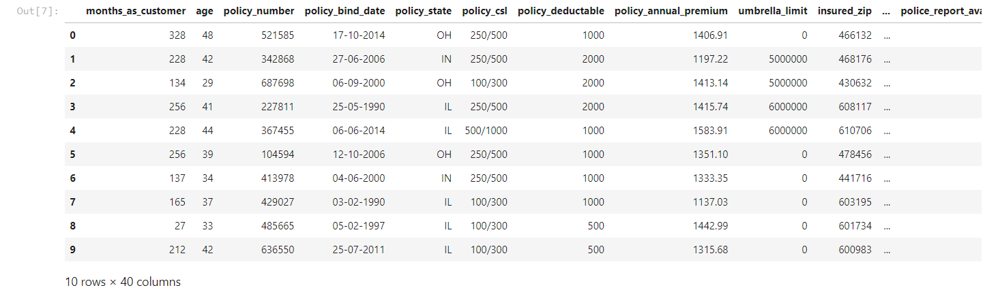 Out[7]:
months_as_customer age policy_number policy_bind_date policy_state policy_csl policy_deductable policy_annual_premium umbrella_limit insured_zip ... police_report_ava
0 328 48 521585 17-10-2014 OH 250/500 1000 1406.91 0 466132 ...
1 228 42 342868 27-06-2006 IN 250/500 2000 1197.22 5000000 468176 ...
2 134 29 687698 06-09-2000 OH 100/300 2000 1413.14 5000000 430632 ...
3 256 41 227811 25-05-1990 IL 250/500 2000 1415.74 6000000 608117 ...
4 228 44 367455 06-06-2014 IL 500/1000 1000 1583.91 6000000 610706 ...
5 256 39 104594 12-10-2006 OH 250/500 1000 1351.10 0 478456 ...
6 137 34 413978 04-06-2000 IN 250/500 1000 1333.35 0 441716 ...
7 165 37 429027 03-02-1990 IL 100/300 1000 1137.03 0 603195 ...
8 27 33 485665 05-02-1997 IL 100/300 500 1442.99 0 601734 ...
9 212 42 636550 25-07-2011 IL 100/300 500 1315.68 0 600983 ...
10 rows × 40 columns